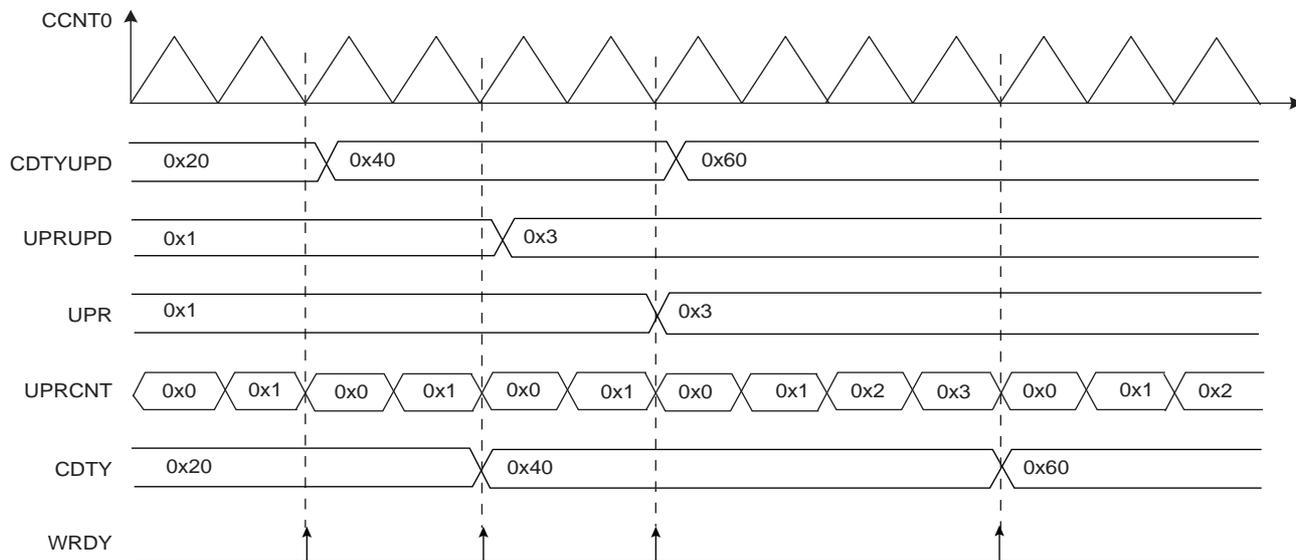 CCNT0
CDTYUPD 0x20 0x40 0x60
UPRUPD 0x1 0x3
UPR 0x1 0x3
UPRCNT 0x0 0x1 0x0 0x1 0x0 0x1 0x0 0x1 0x2 0x3 0x0 0x1 0x2
CDTY 0x20 0x40 0x60
WRDY